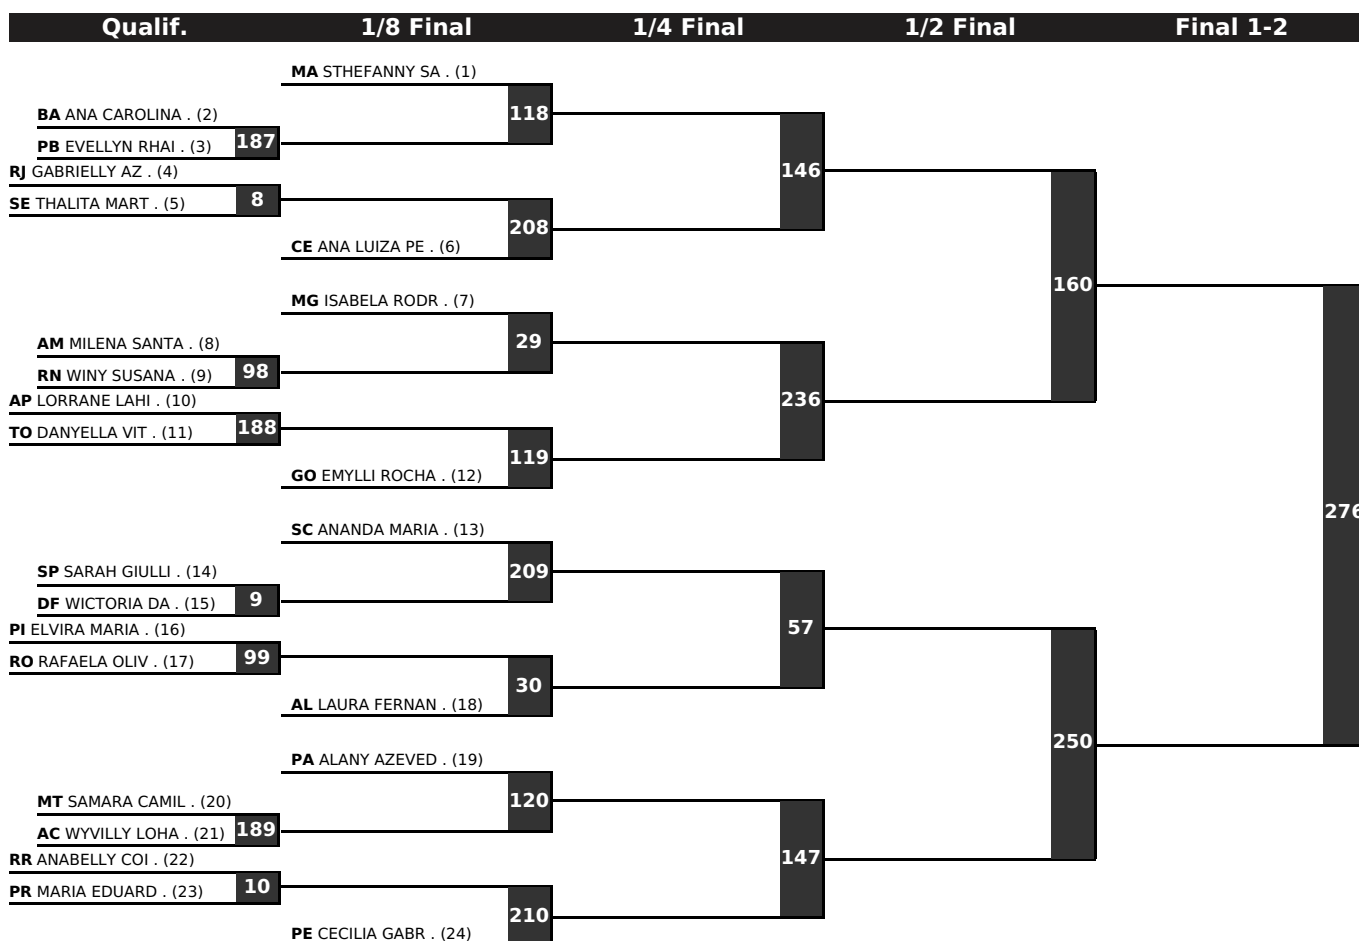 Qualif. 1/8 Final 1/4 Final 1/2 Final Final 1-2
MA STHEFANNY SA . (1)
118
BA ANA CAROLINA . (2)
187
PB EVELLYN RHAI . (3)
146
RJ GABRIELLY AZ . (4)
8
SE THALITA MART . (5)
208
CE ANA LUIZA PE . (6)
160
MG ISABELA RODR . (7)
29
AM MILENA SANTA . (8)
98
RN WINY SUSANA . (9)
236
AP LORRANE LAHI . (10)
188
TO DANYELLA VIT . (11)
119
GO EMYLLI ROCHA . (12)
276
SC ANANDA MARIA . (13)
209
SP SARAH GIULLI . (14)
9
DF WICTORIA DA . (15)
57
PI ELVIRA MARIA . (16)
99
RO RAFAELA OLIV . (17)
30
AL LAURA FERNAN . (18)
250
PA ALANY AZEVED . (19)
120
MT SAMARA CAMIL . (20)
189
AC WYVILLY LOHA . (21)
147
RR ANABELLY COI . (22)
10
PR MARIA EDUARD . (23)
210
PE CECILIA GABR . (24)